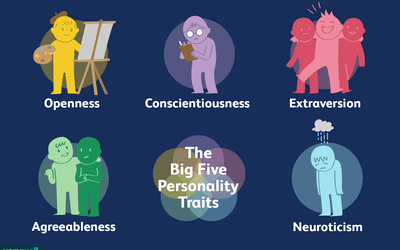 Openness
Conscientiousness
Extraversion
Agreeableness
The
Big Five
Personality
Traits
Neuroticism